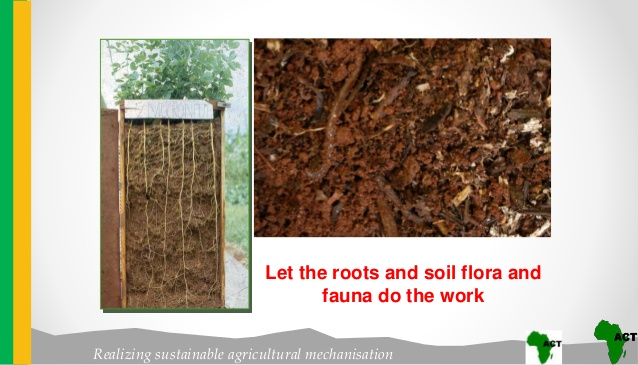 Let the roots and soil flora and
fauna do the work
Realizing sustainable agricultural mechanisation
ACT
ACT